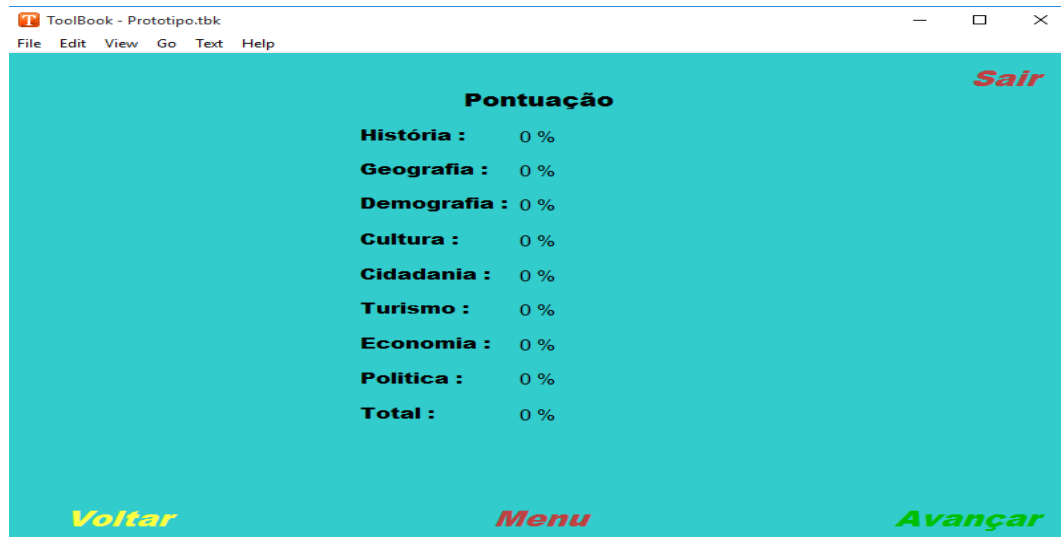 ToolBook - Prototipo.tbk
File Edit View Go Text Help
Sair
Pontuação
História : 0 %
Geografia : 0 %
Demografia : 0 %
Cultura : 0 %
Cidadania : 0 %
Turismo : 0 %
Economia : 0 %
Politica : 0 %
Total : 0 %
Voltar Menu Avançar